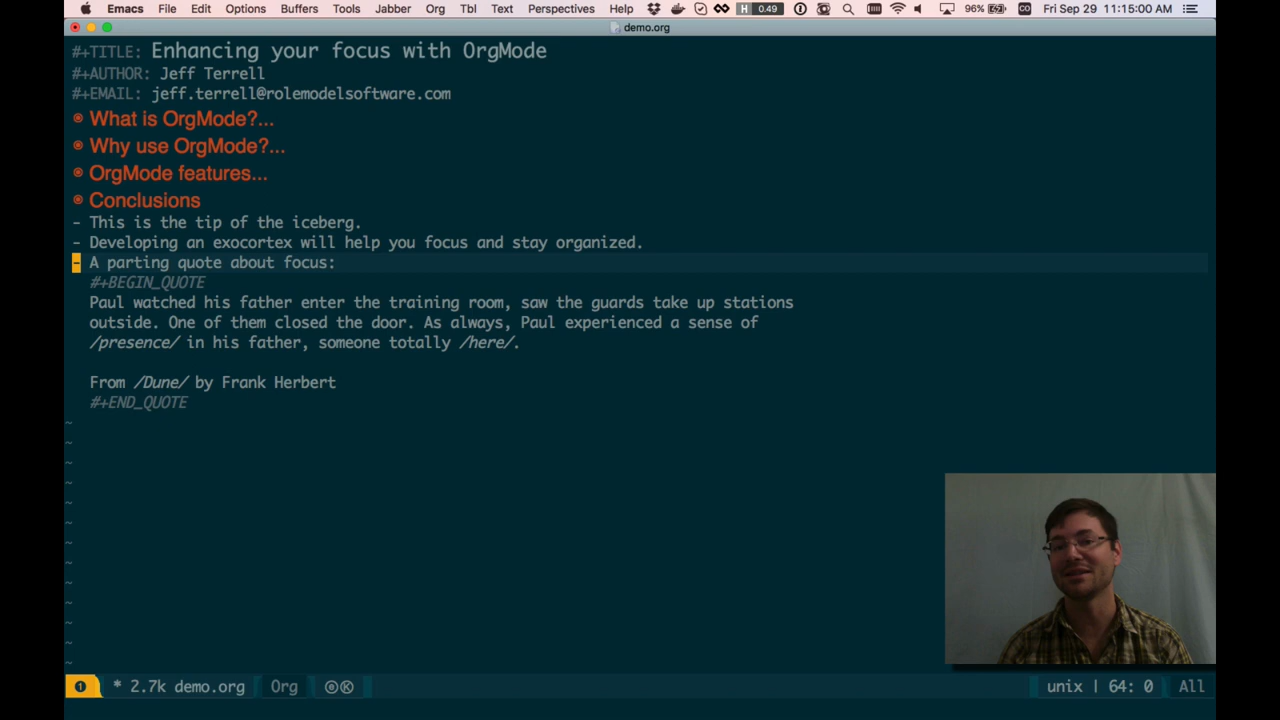 Emacs File Edit Options Buffers Tools Jabber Org Tbl Text Perspectives Help H 0.49 96% CO Fri Sep 29 11:15:00 AM
demo.org
#+TITLE: Enhancing your focus with OrgMode
#+AUTHOR: Jeff Terrell
#+EMAIL: jeff.terrell@rolemodelsoftware.com
What is OrgMode?...
Why use OrgMode?...
OrgMode features...
Conclusions
- This is the tip of the iceberg.
- Developing an exocortex will help you focus and stay organized.
- A parting quote about focus:
#+BEGIN_QUOTE
Paul watched his father enter the training room, saw the guards take up stations
outside. One of them closed the door. As always, Paul experienced a sense of
/presence/ in his father, someone totally /here/.
From /Dune/ by Frank Herbert
#+END_QUOTE
~
~
~
~
~
~
~
~
~
~
~
~
~
1 * 2.7k demo.org Org ⓔⓀ unix | 64: 0 All